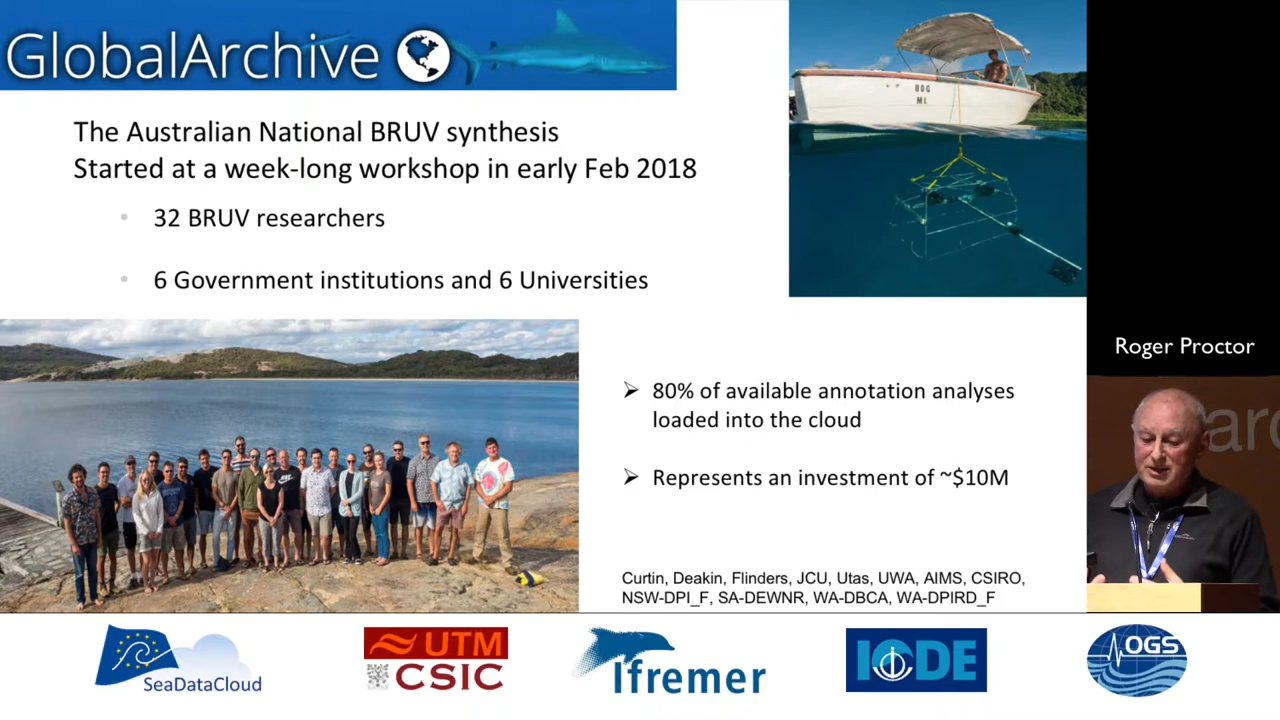 GlobalArchive
The Australian National BRUV synthesis
Started at a week-long workshop in early Feb 2018
• 32 BRUV researchers
• 6 Government institutions and 6 Universities
BOG
ML
Roger Proctor
➢ 80% of available annotation analyses
loaded into the cloud
➢ Represents an investment of ~$10M
arc
Curtin, Deakin, Flinders, JCU, Utas, UWA, AIMS, CSIRO,
NSW-DPI_F, SA-DEWNR, WA-DBCA, WA-DPIRD_F
SeaDataCloud
UTM
CSIC
Ifremer
IODE
OGS